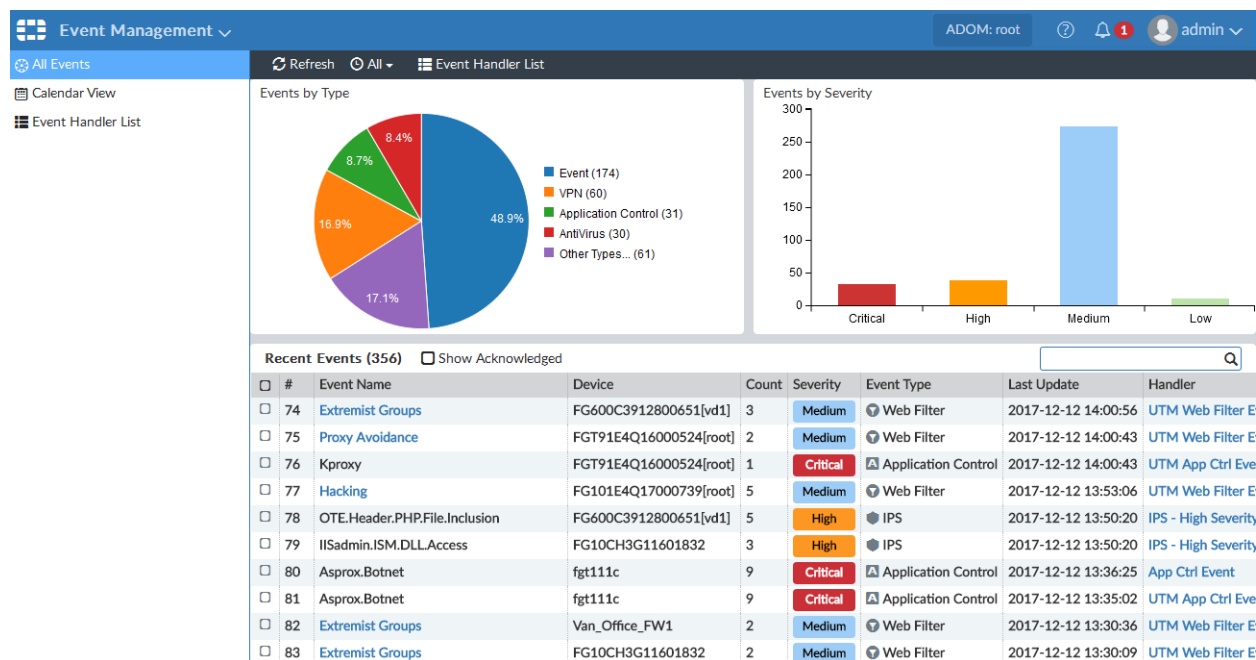 Event Management
ADOM: root
1
admin
All Events
Refresh All Event Handler List
Calendar View
Event Handler List
Events by Type
8.4%
8.7%
16.9%
48.9%
17.1%
Event (174)
VPN (60)
Application Control (31)
AntiVirus (30)
Other Types... (61)
Events by Severity
300
250
200
150
100
50
0
Critical High Medium Low
Recent Events (356) Show Acknowledged
# Event Name Device Count Severity Event Type Last Update Handler
74 Extremist Groups FG600C3912800651[vd1] 3 Medium Web Filter 2017-12-12 14:00:56 UTM Web Filter E
75 Proxy Avoidance FGT91E4Q16000524[root] 2 Medium Web Filter 2017-12-12 14:00:43 UTM Web Filter E
76 Kproxy FGT91E4Q16000524[root] 1 Critical Application Control 2017-12-12 14:00:43 UTM App Ctrl Eve
77 Hacking FG101E4Q17000739[root] 5 Medium Web Filter 2017-12-12 13:53:06 UTM Web Filter E
78 OTE.Header.PHP.File.Inclusion FG600C3912800651[vd1] 5 High IPS 2017-12-12 13:50:20 IPS - High Severity
79 IISadmin.ISM.DLL.Access FG10CH3G11601832 3 High IPS 2017-12-12 13:50:20 IPS - High Severity
80 Asprox.Botnet fgt111c 9 Critical Application Control 2017-12-12 13:36:25 App Ctrl Event
81 Asprox.Botnet fgt111c 9 Critical Application Control 2017-12-12 13:35:02 UTM App Ctrl Eve
82 Extremist Groups Van_Office_FW1 2 Medium Web Filter 2017-12-12 13:30:36 UTM Web Filter E
83 Extremist Groups FG10CH3G11601832 2 Medium Web Filter 2017-12-12 13:30:09 UTM Web Filter E